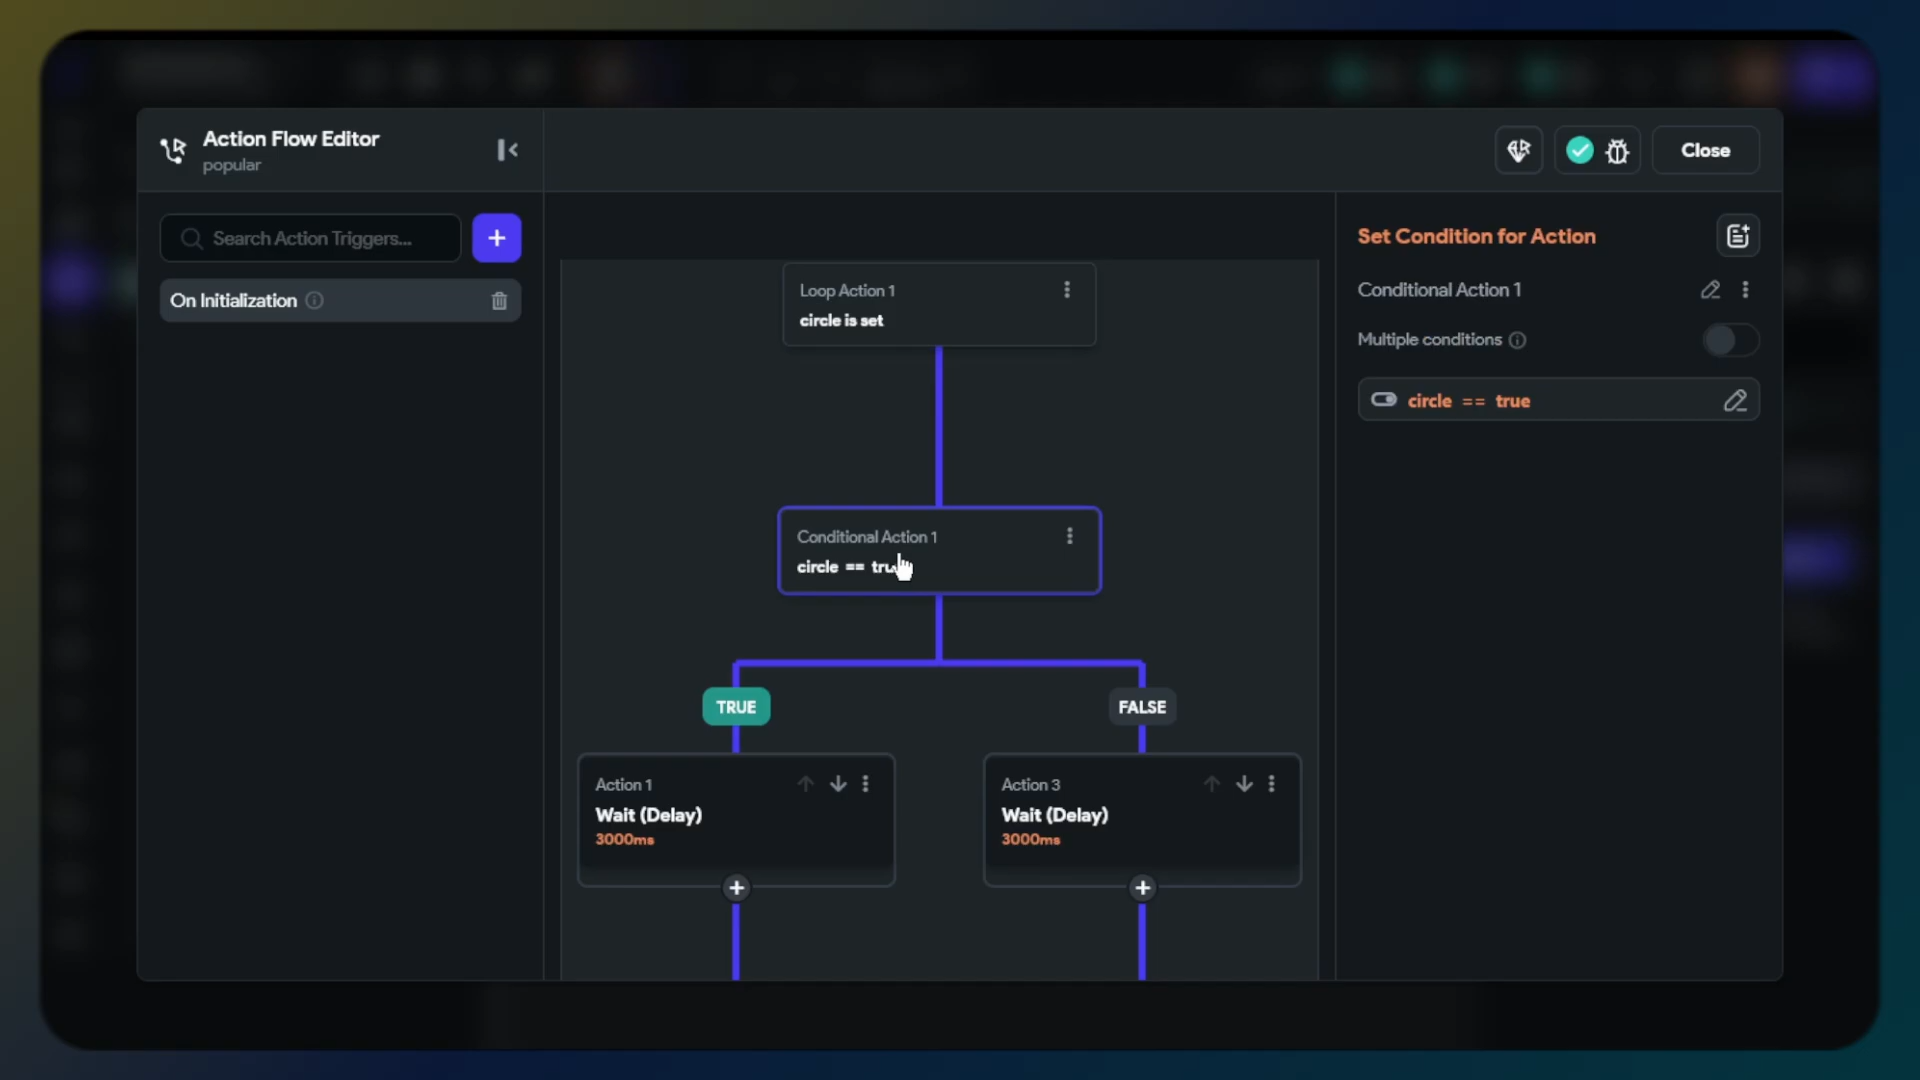 Action Flow Editor
popular
Close
Search Action Triggers...
On Initialization
Loop Action 1
circle is set
Conditional Action 1
circle == tru
TRUE
FALSE
Action 1
Wait (Delay)
3000ms
Action 3
Wait (Delay)
3000ms
Set Condition for Action
Conditional Action 1
Multiple conditions
circle == true